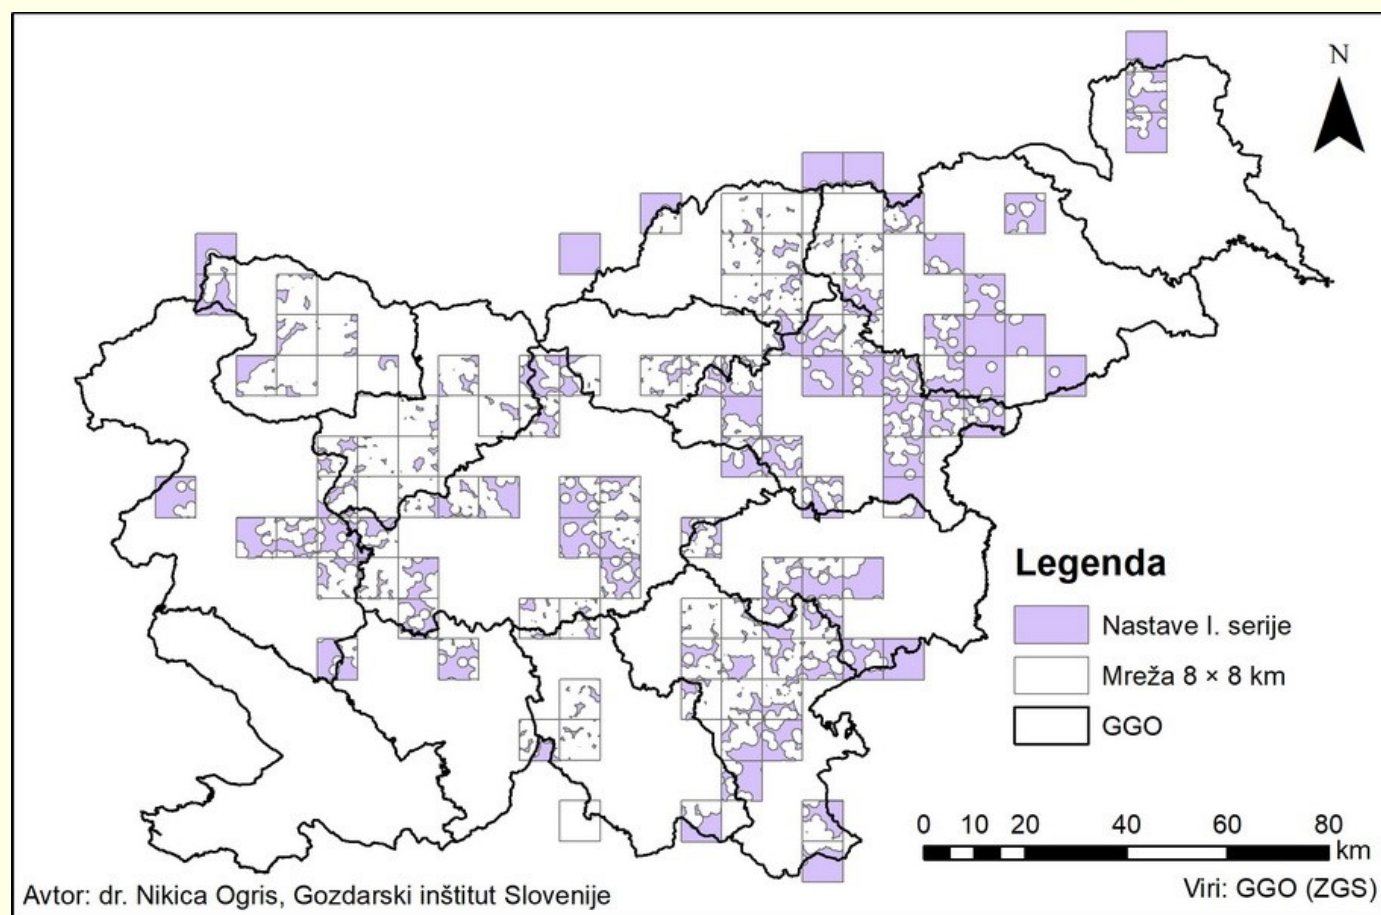 N
Legenda
Nastave I. serije
Mreža 8 × 8 km
GGO
0 10 20 40 60 80
km
Avtor: dr. Nikica Ogris, Gozdarski inštitut Slovenije
Viri: GGO (ZGS)